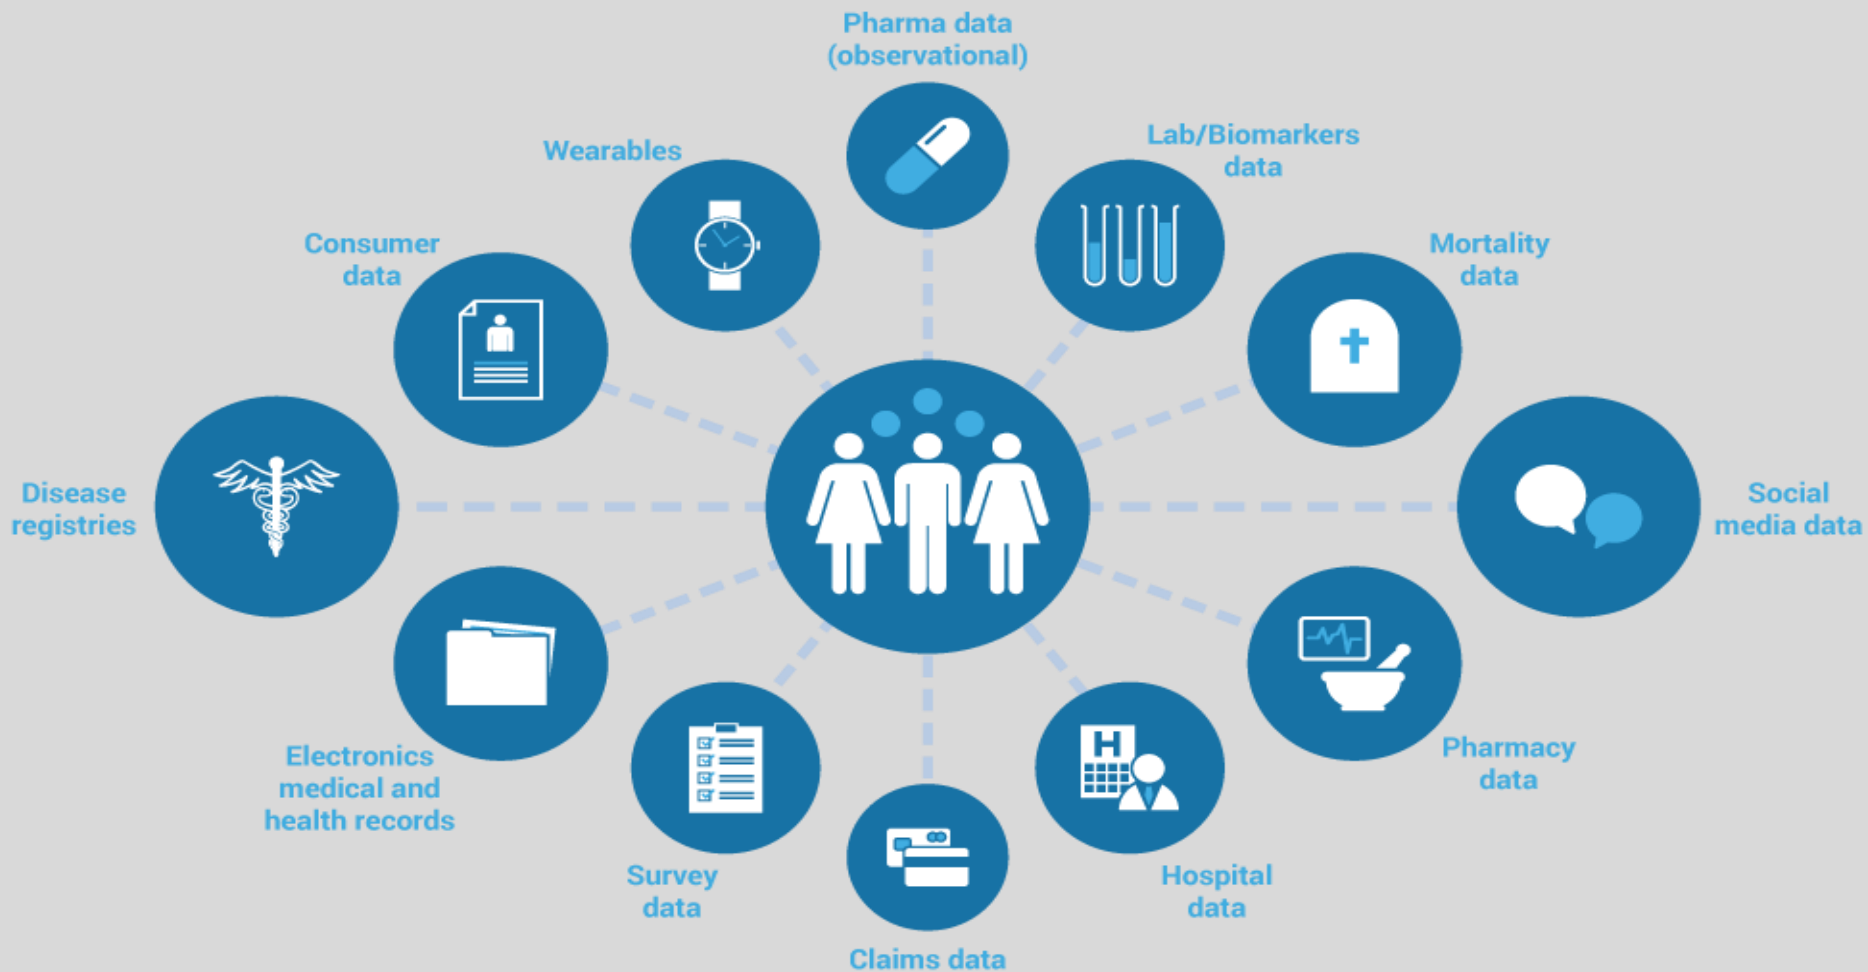 Pharma data
(observational)
Wearables
Lab/Biomarkers
data
Consumer
data
Mortality
data
Disease
registries
Social
media data
Electronics
medical and
health records
H
Pharmacy
data
Survey
data
Hospital
data
Claims data